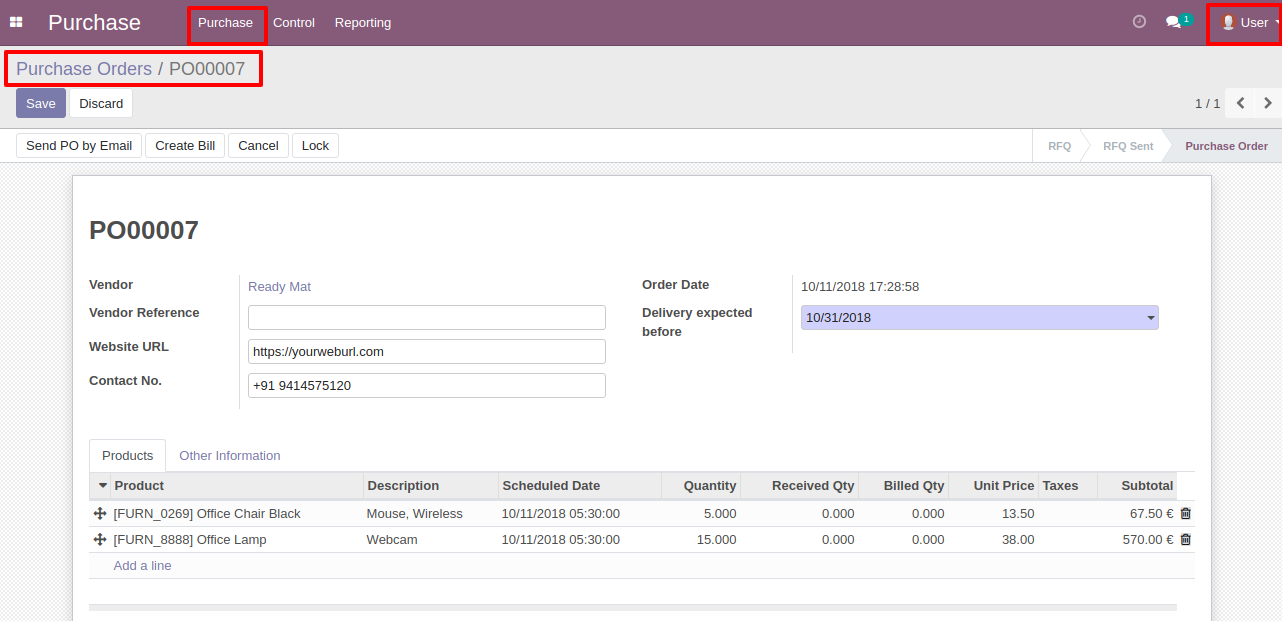 Purchase Purchase Control Reporting 1 User
Purchase Orders / PO00007
Save Discard 1 / 1
Send PO by Email Create Bill Cancel Lock RFQ RFQ Sent Purchase Order
PO00007
Vendor Ready Mat Order Date 10/11/2018 17:28:58
Vendor Reference Delivery expected before 10/31/2018
Website URL https://yourweburl.com
Contact No. +91 9414575120
Products Other Information
Product Description Scheduled Date Quantity Received Qty Billed Qty Unit Price Taxes Subtotal
[FURN_0269] Office Chair Black Mouse, Wireless 10/11/2018 05:30:00 5.000 0.000 0.000 13.50 67.50 €
[FURN_8888] Office Lamp Webcam 10/11/2018 05:30:00 15.000 0.000 0.000 38.00 570.00 €
Add a line